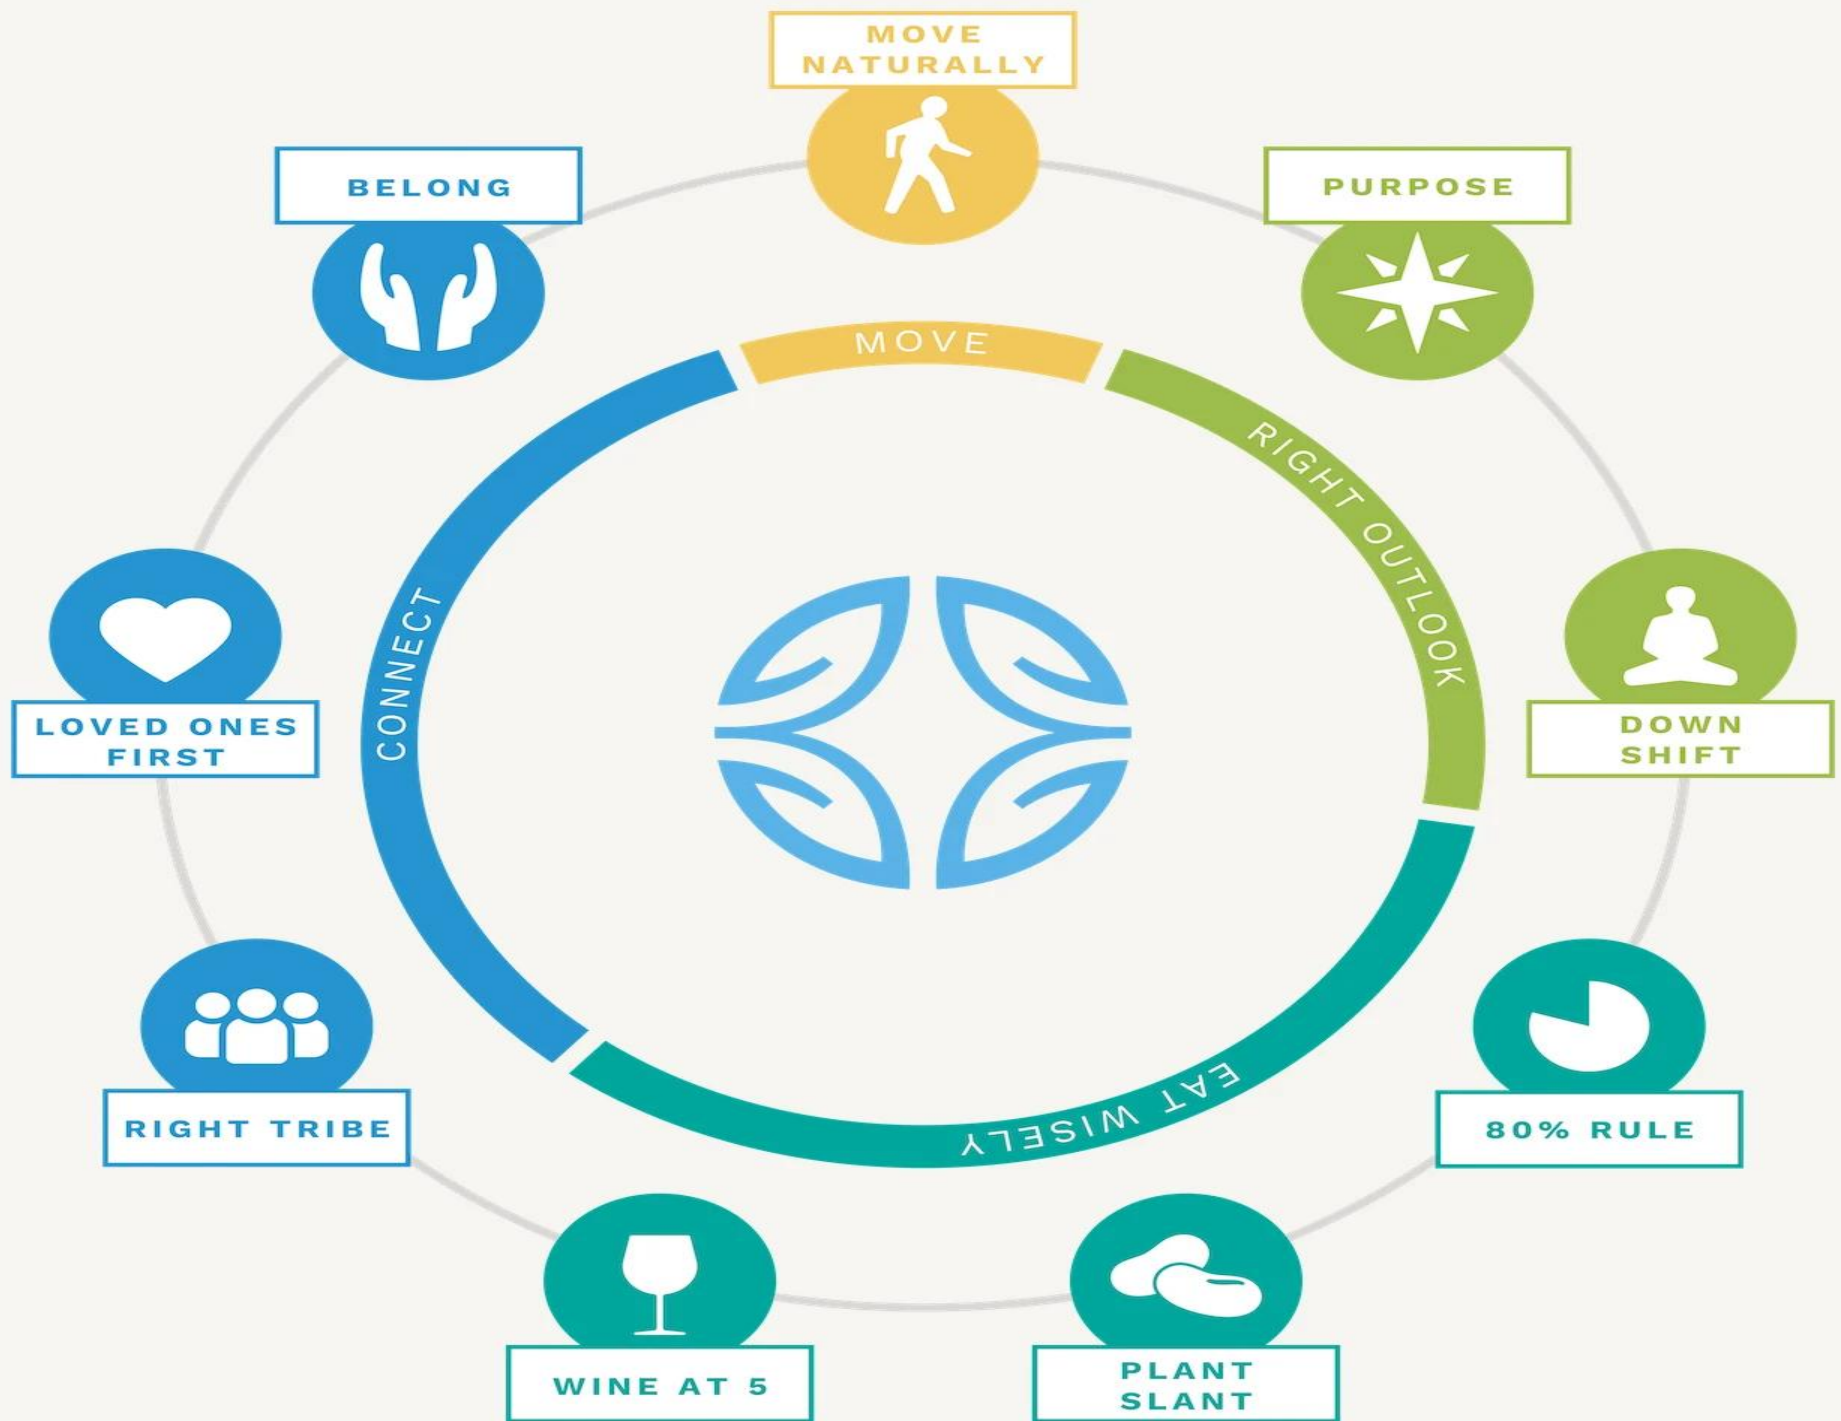 MOVE
NATURALLY
BELONG
PURPOSE
MOVE
RIGHT OUTLOOK
CONNECT
LOVED ONES
FIRST
DOWN
SHIFT
EAT WISELY
RIGHT TRIBE
80% RULE
WINE AT 5
PLANT
SLANT